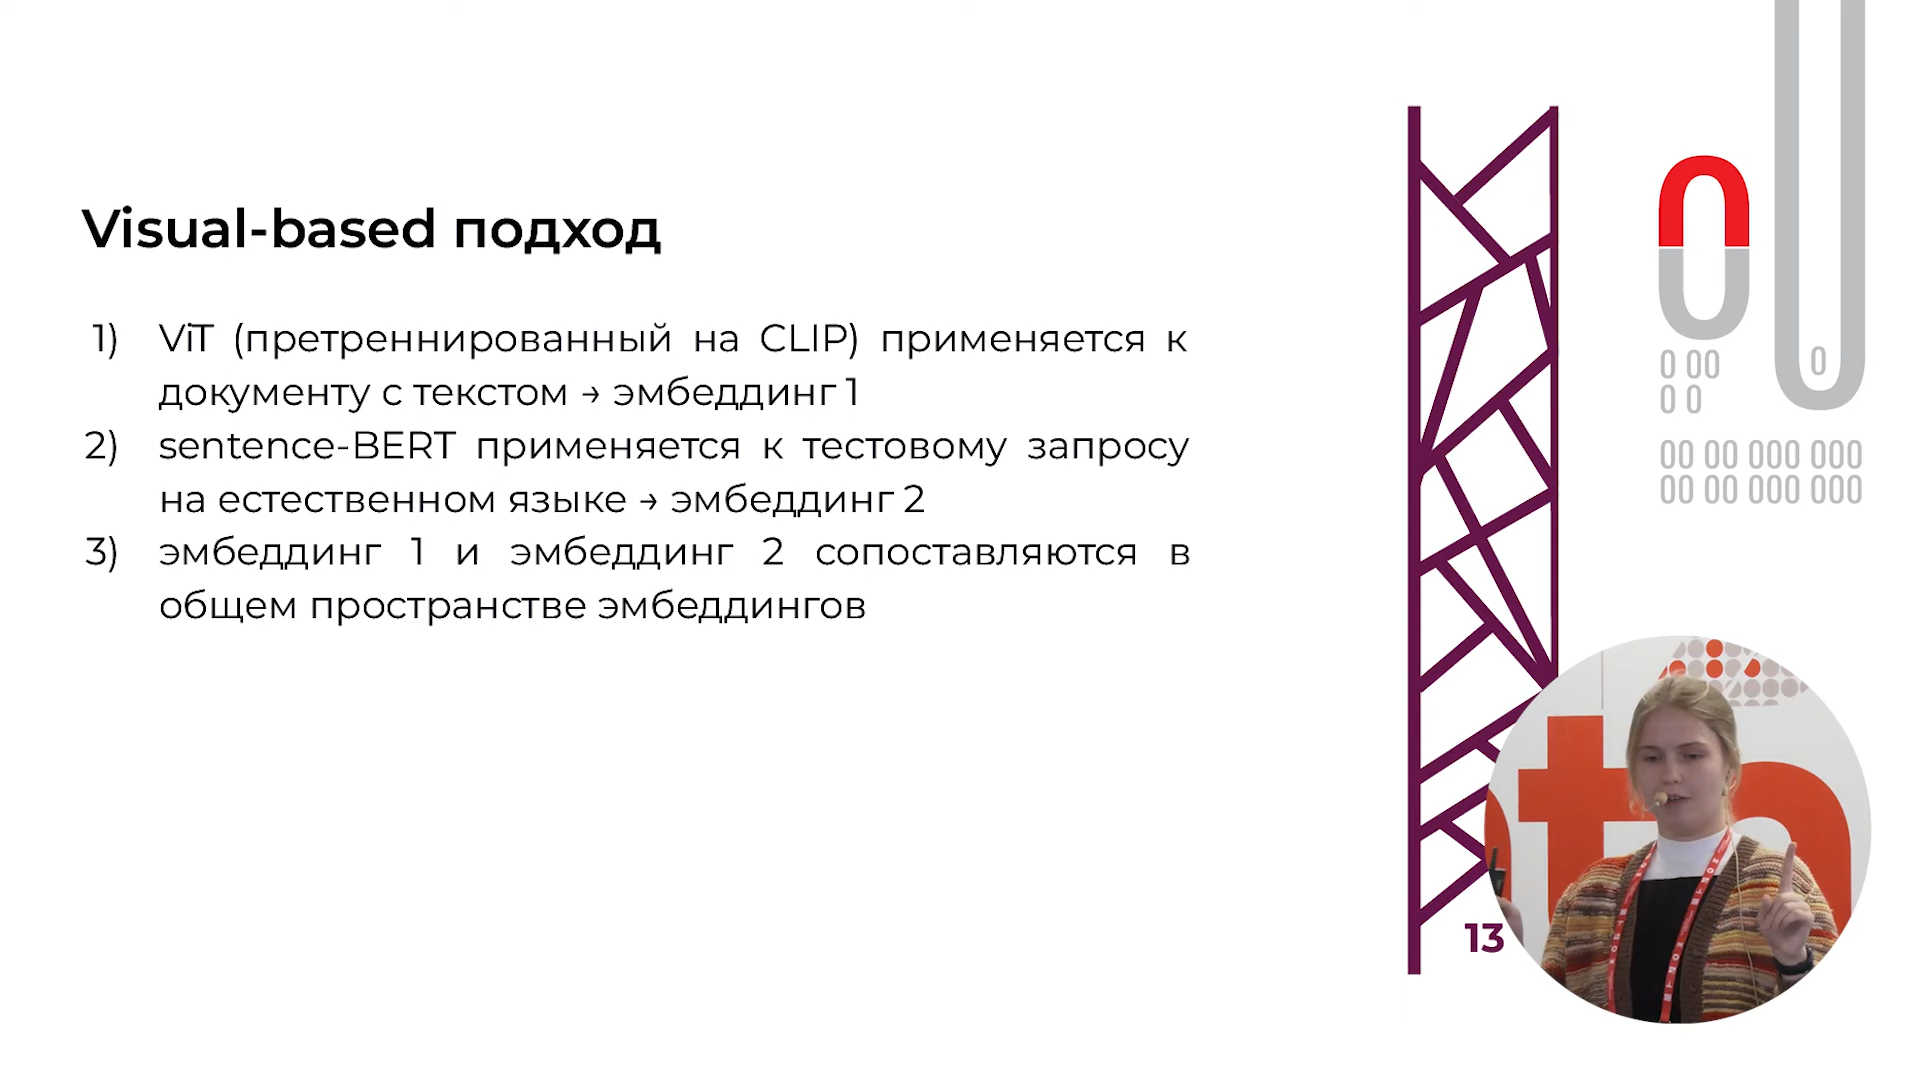 Visual-based подход
1) ViT (претреннированный на CLIP) применяется к
документу с текстом → эмбеддинг 1
2) sentence-BERT применяется к тестовому запросу
на естественном языке → эмбеддинг 2
3) эмбеддинг 1 и эмбеддинг 2 сопоставляются в
общем пространстве эмбеддингов
0 00
0
0 0
00 00 000 000
00 00 000 000
13